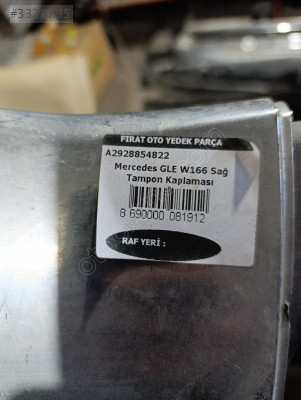 FIRAT OTO YEDEK PARÇA
A2928854822
Mercedes GLE W166 Sağ
Tampon Kaplaması
8 690000 081912
RAF YERİ :